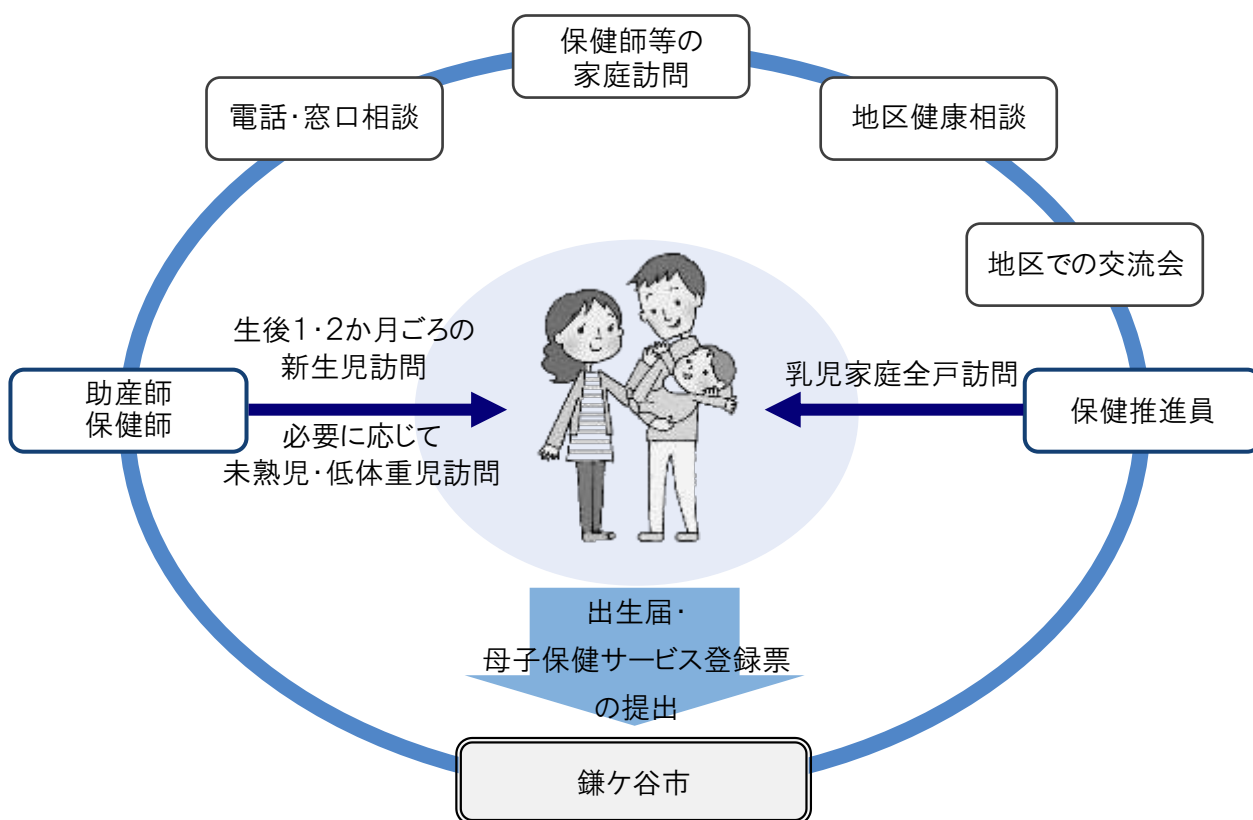 保健師等の
家庭訪問
電話・窓口相談
地区健康相談
地区での交流会
生後1・2か月ごろの
新生児訪問
助産師
保健師
必要に応じて
未熟児・低体重児訪問
乳児家庭全戸訪問
保健推進員
出生届・
母子保健サービス登録票
の提出
鎌ケ谷市